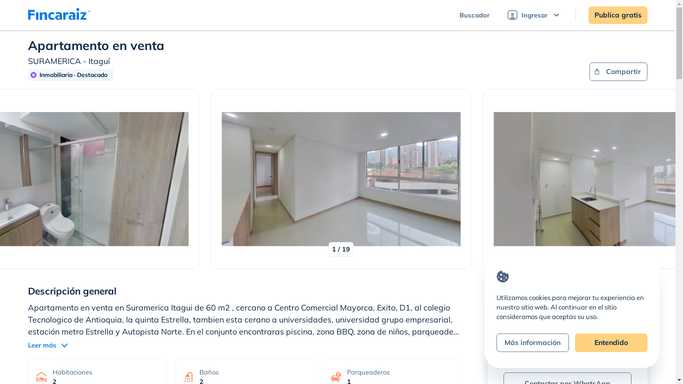 Fincaraiz
Buscador
Ingresar
Publica gratis
Apartamento en venta
SURAMERICA - Itaguí
Inmobiliaria · Destacado
Compartir
1 / 19
Descripción general
Apartamento en venta en Suramerica Itagui de 60 m2 , cercano a Centro Comercial Mayorca, Exito, D1, al colegio
Tecnologico de Antioquia, la quinta Estrella, tambien esta cerano a universidades, universidad grupo empresarial,
estación metro Estrella y Autopista Norte. En el conjunto encontraras piscina, zona BBQ, zona de niños, parqueade...
Leer más
Habitaciones
2
Baños
2
Parqueaderos
1
Utilizamos cookies para mejorar tu experiencia en
nuestro sitio web. Al continuar en el sitio
consideramos que aceptas su uso.
Más información
Entendido
Contactar por WhatsApp